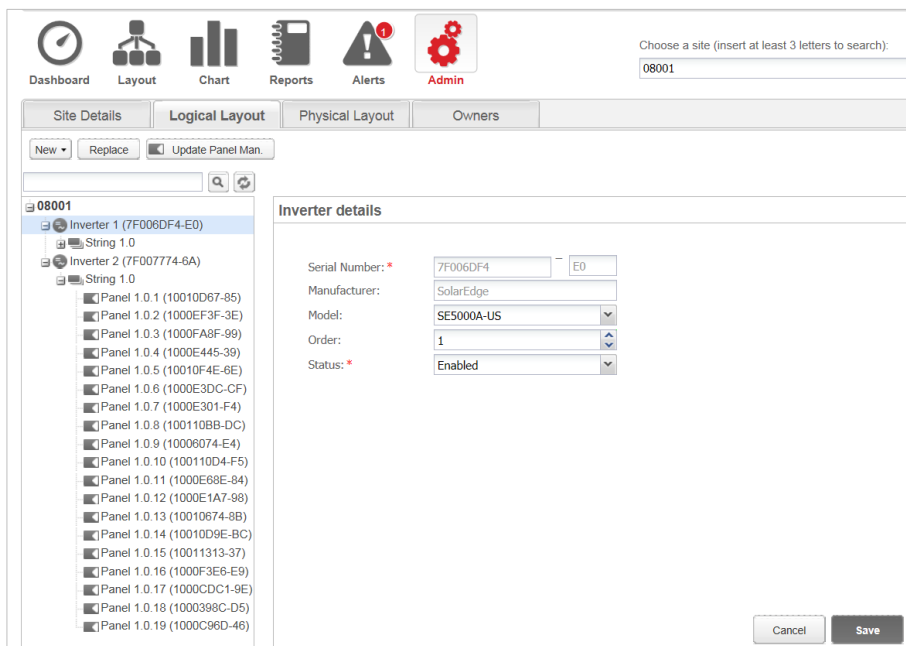 1
Dashboard Layout Chart Reports Alerts Admin
Choose a site (insert at least 3 letters to search):
08001
Site Details Logical Layout Physical Layout Owners
New Replace Update Panel Man.
08001
Inverter 1 (7F006DF4-E0)
String 1.0
Inverter 2 (7F007774-6A)
String 1.0
Panel 1.0.1 (10010D67-85)
Panel 1.0.2 (1000EF3F-3E)
Panel 1.0.3 (1000FA8F-99)
Panel 1.0.4 (1000E445-39)
Panel 1.0.5 (10010F4E-6E)
Panel 1.0.6 (1000E3DC-CF)
Panel 1.0.7 (1000E301-F4)
Panel 1.0.8 (100110BB-DC)
Panel 1.0.9 (10006074-E4)
Panel 1.0.10 (100110D4-F5)
Panel 1.0.11 (1000E68E-84)
Panel 1.0.12 (1000E1A7-98)
Panel 1.0.13 (10010674-8B)
Panel 1.0.14 (10010D9E-BC)
Panel 1.0.15 (10011313-37)
Panel 1.0.16 (1000F3E6-E9)
Panel 1.0.17 (1000CDC1-9E)
Panel 1.0.18 (1000398C-D5)
Panel 1.0.19 (1000C96D-46)
Inverter details
Serial Number: * 7F006DF4 – E0
Manufacturer: SolarEdge
Model: SE5000A-US
Order: 1
Status: * Enabled
Cancel Save